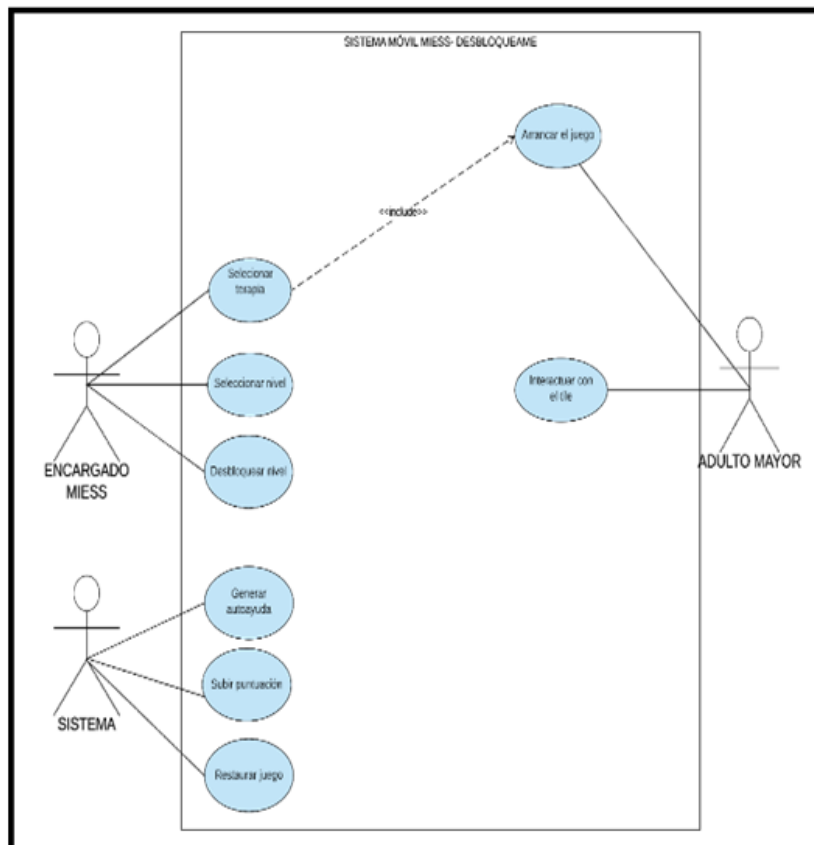 SISTEMA MÓVIL MIESS- DESBLOQUEAME
Arrancar el juego
<<include>>
Selecionar
terapia
Seleccionar nivel
Interactuar con
el tile
Desbloquear nivel
ENCARGADO
MIESS
ADULTO MAYOR
Generar
autoayuda
Subir puntuación
SISTEMA
Restaurar juego